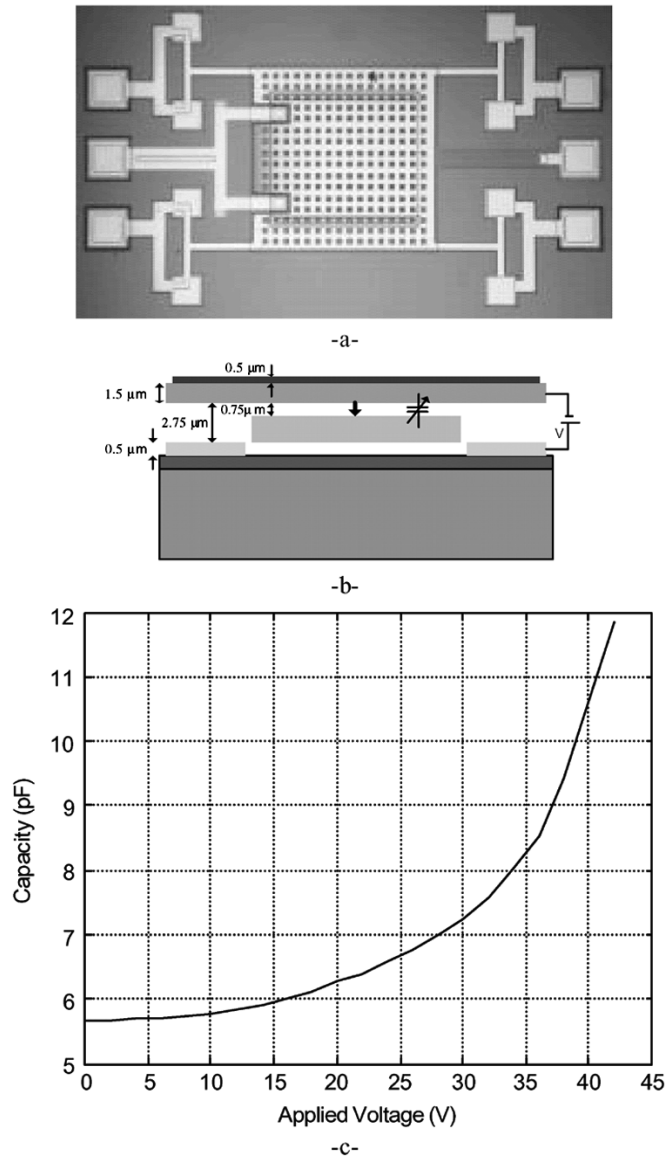 -a-
0.5 µm
1.5 µm
0.75µ m
2.75 µm
0.5 µm
V
-b-
12
11
10
9
8
7
6
5
Capacity (pF)
0 5 10 15 20 25 30 35 40 45
Applied Voltage (V)
-c-